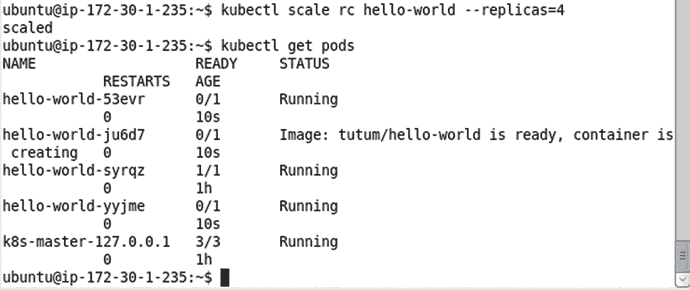 ubuntu@ip-172-30-1-235:~$ kubectl scale rc hello-world --replicas=4
scaled
ubuntu@ip-172-30-1-235:~$ kubectl get pods
NAME                   READY     STATUS
           RESTARTS   AGE
hello-world-53evr      0/1       Running
           0          10s
hello-world-ju6d7      0/1       Image: tutum/hello-world is ready, container is
 creating   0          10s
hello-world-syrqz      1/1       Running
           0          1h
hello-world-yyjme      0/1       Running
           0          10s
k8s-master-127.0.0.1   3/3       Running
           0          1h
ubuntu@ip-172-30-1-235:~$